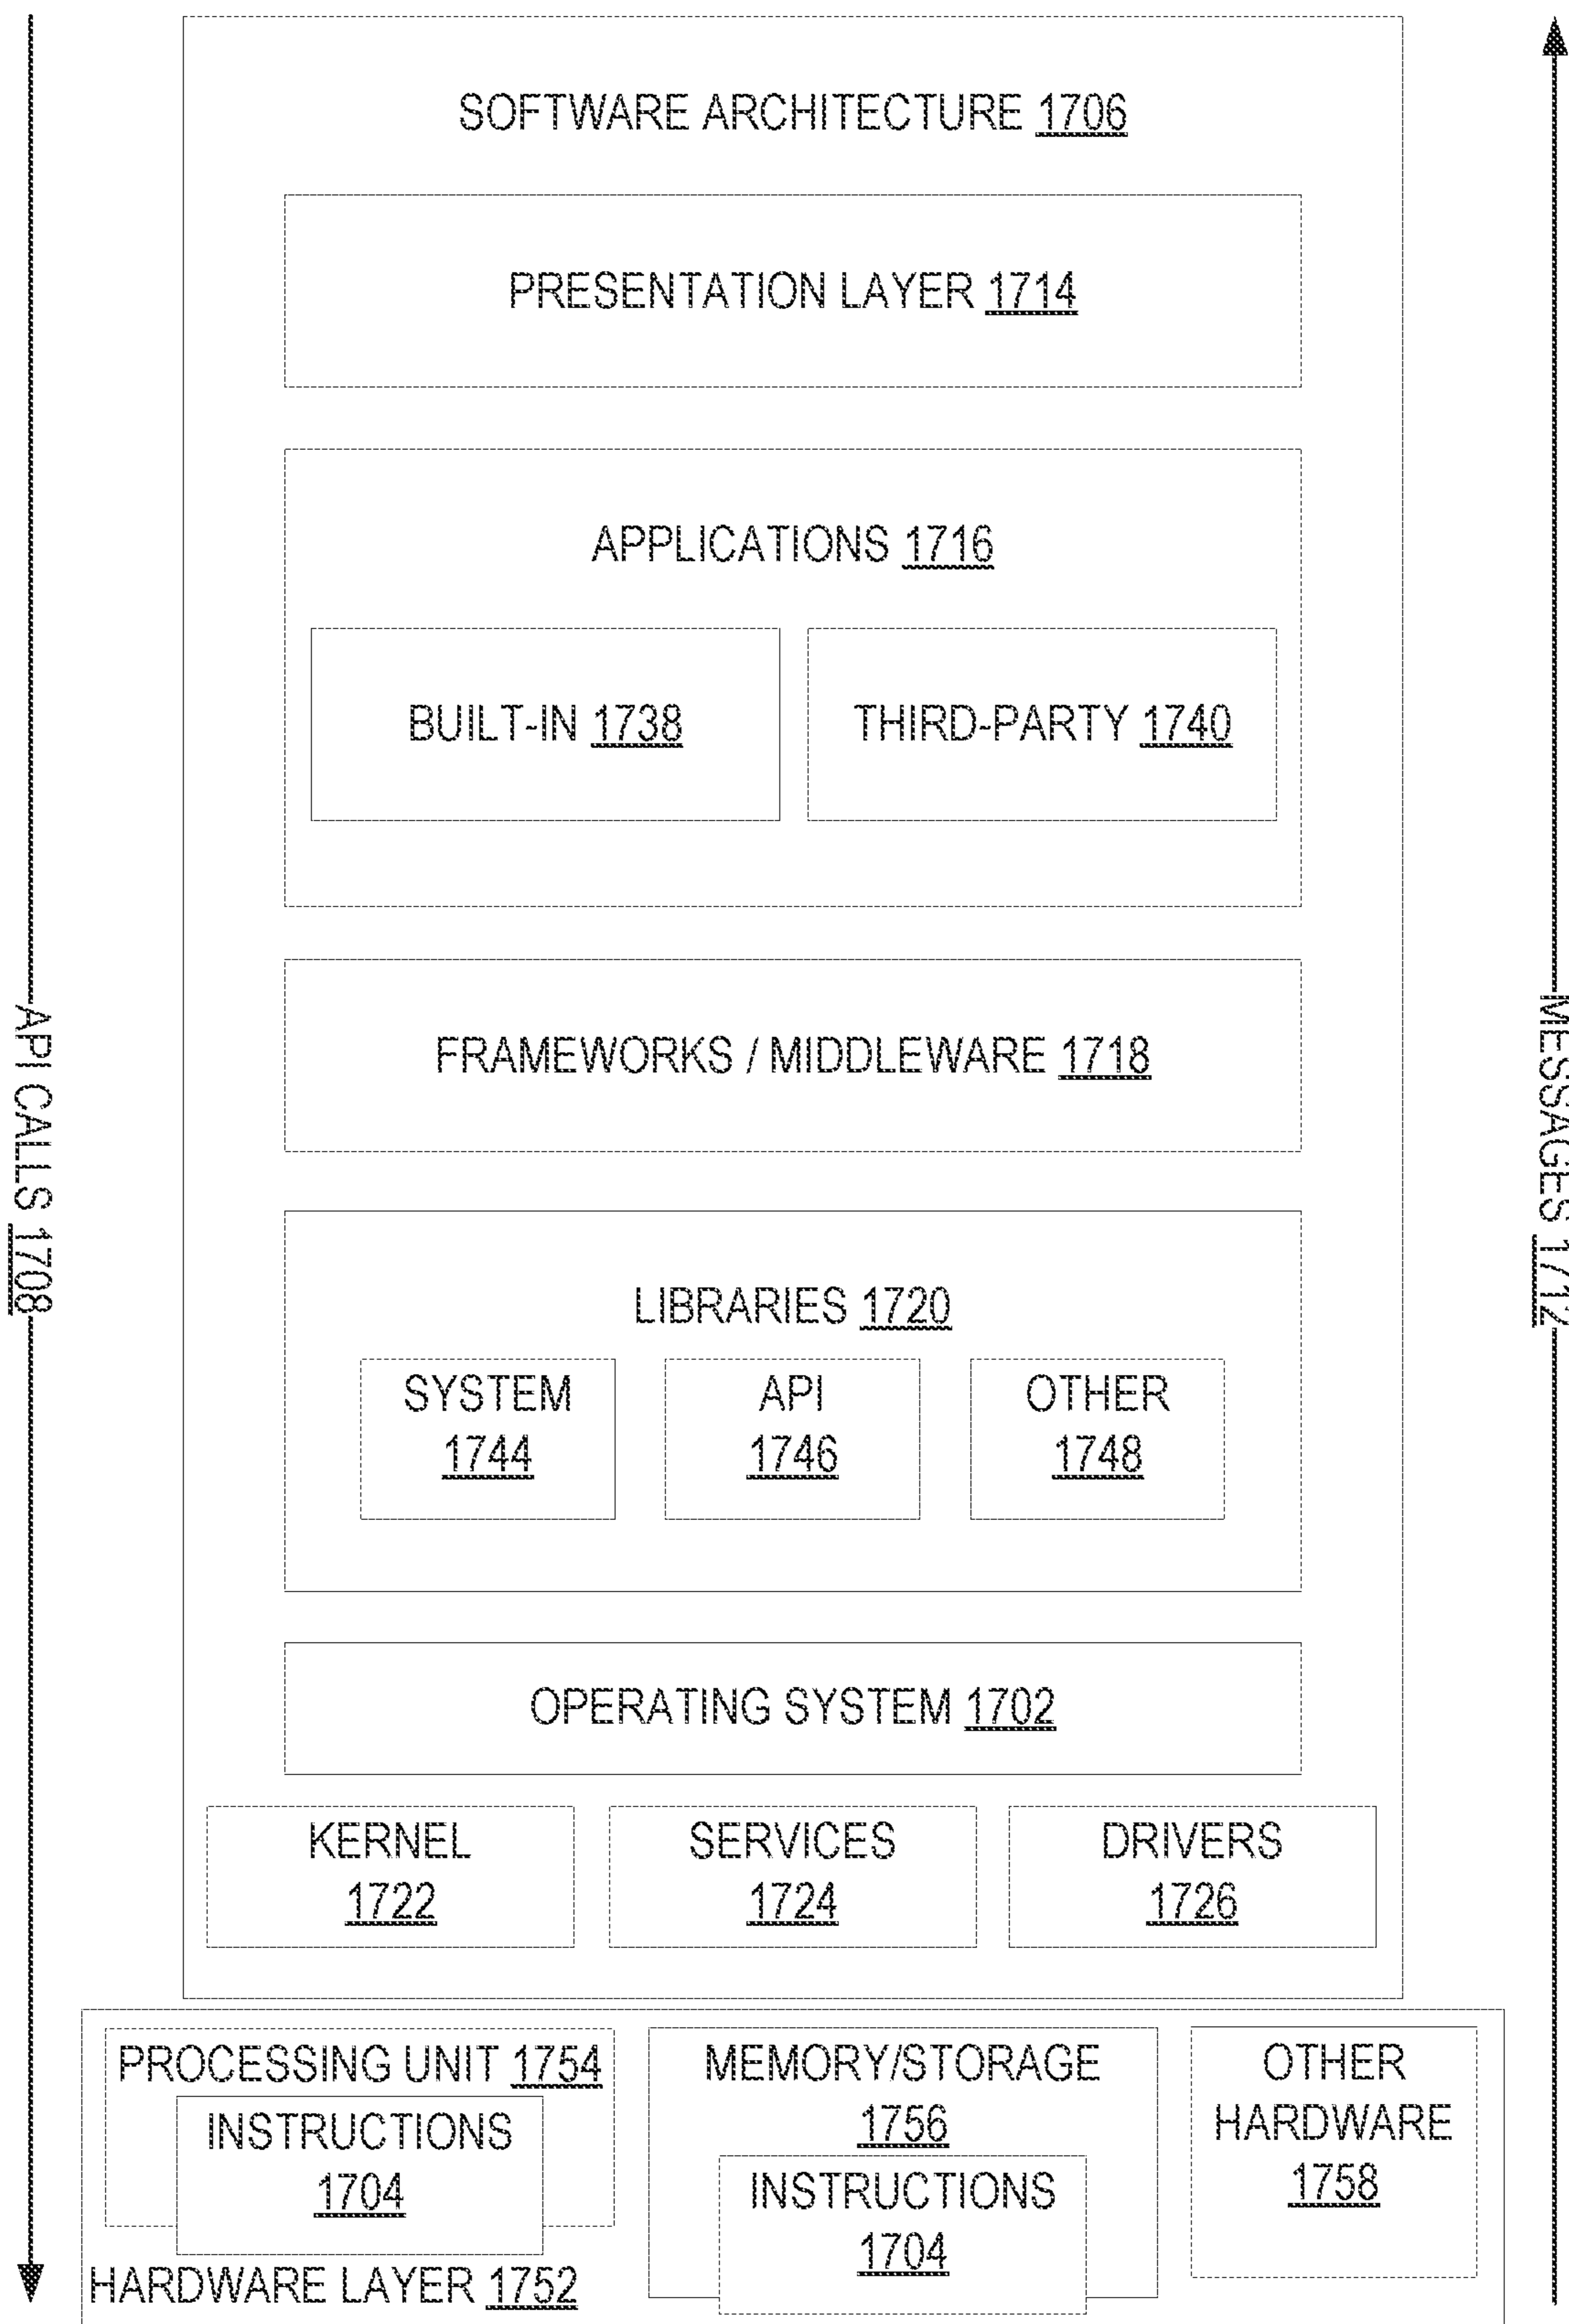 SOFTWARE ARCHITECTURE 1706
PRESENTATION LAYER 1714
APPLICATIONS 1716
BUILT-IN 1738
THIRD-PARTY 1740
FRAMEWORKS / MIDDLEWARE 1718
API CALLS 1708
MESSAGES 1712
LIBRARIES 1720
SYSTEM
1744
API
1746
OTHER
1748
OPERATING SYSTEM 1702
KERNEL
1722
SERVICES
1724
DRIVERS
1726
PROCESSING UNIT 1754
INSTRUCTIONS
1704
MEMORY/STORAGE
1756
INSTRUCTIONS
1704
OTHER
HARDWARE
1758
HARDWARE LAYER 1752